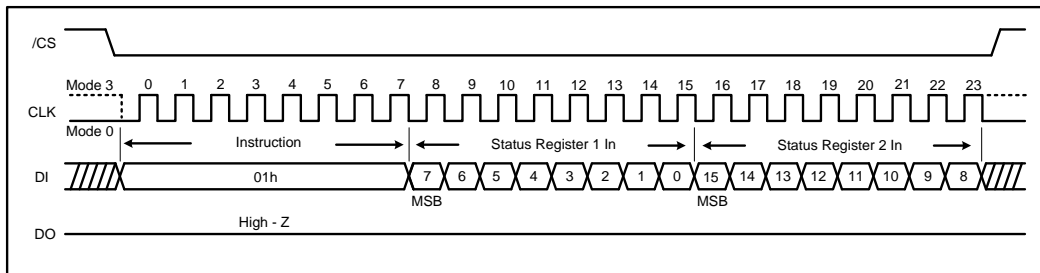 /CS
Mode 3 0 1 2 3 4 5 6 7 8 9 10 11 12 13 14 15 16 17 18 19 20 21 22 23
CLK
Mode 0
Instruction Status Register 1 In Status Register 2 In
DI 01h 7 6 5 4 3 2 1 0 15 14 13 12 11 10 9 8
MSB MSB
High - Z
DO